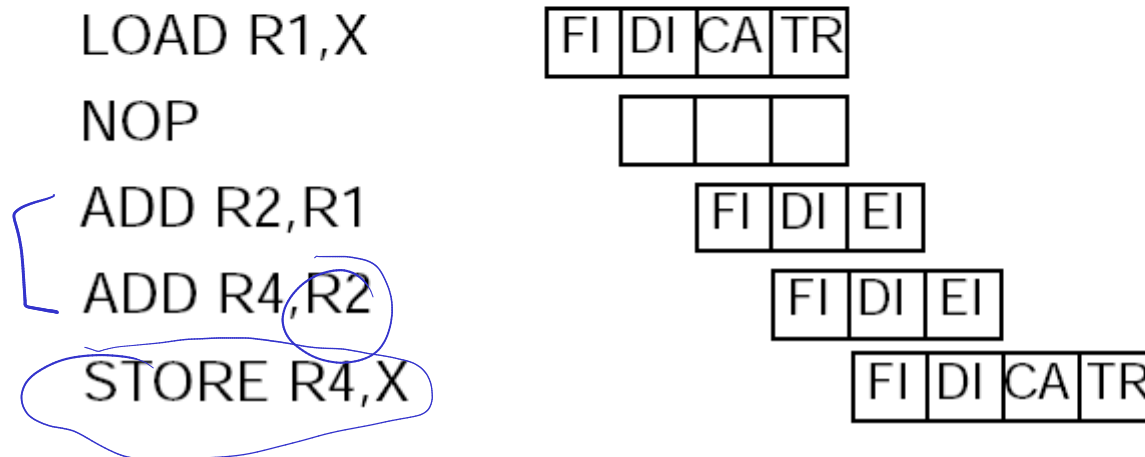 LOAD R1,X FI DI CA TR
NOP
ADD R2,R1 FI DI EI
ADD R4,R2 FI DI EI
STORE R4,X FI DI CA TR